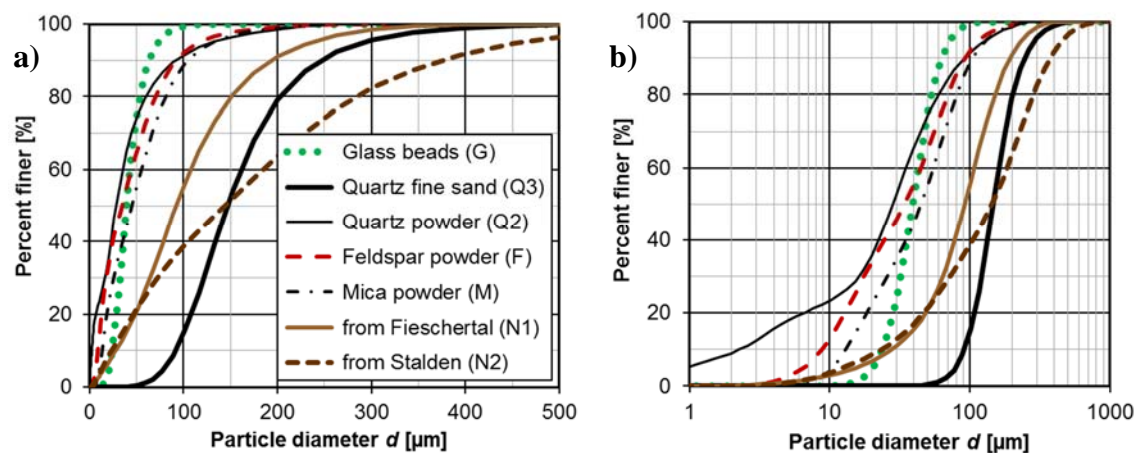 a)
Percent finer [%]
100
80
60
40
20
0
0 100 200 300 400 500
Particle diameter d [µm]
Glass beads (G)
Quartz fine sand (Q3)
Quartz powder (Q2)
Feldspar powder (F)
Mica powder (M)
from Fieschertal (N1)
from Stalden (N2)
b)
Percent finer [%]
100
80
60
40
20
0
1 10 100 1000
Particle diameter d [µm]